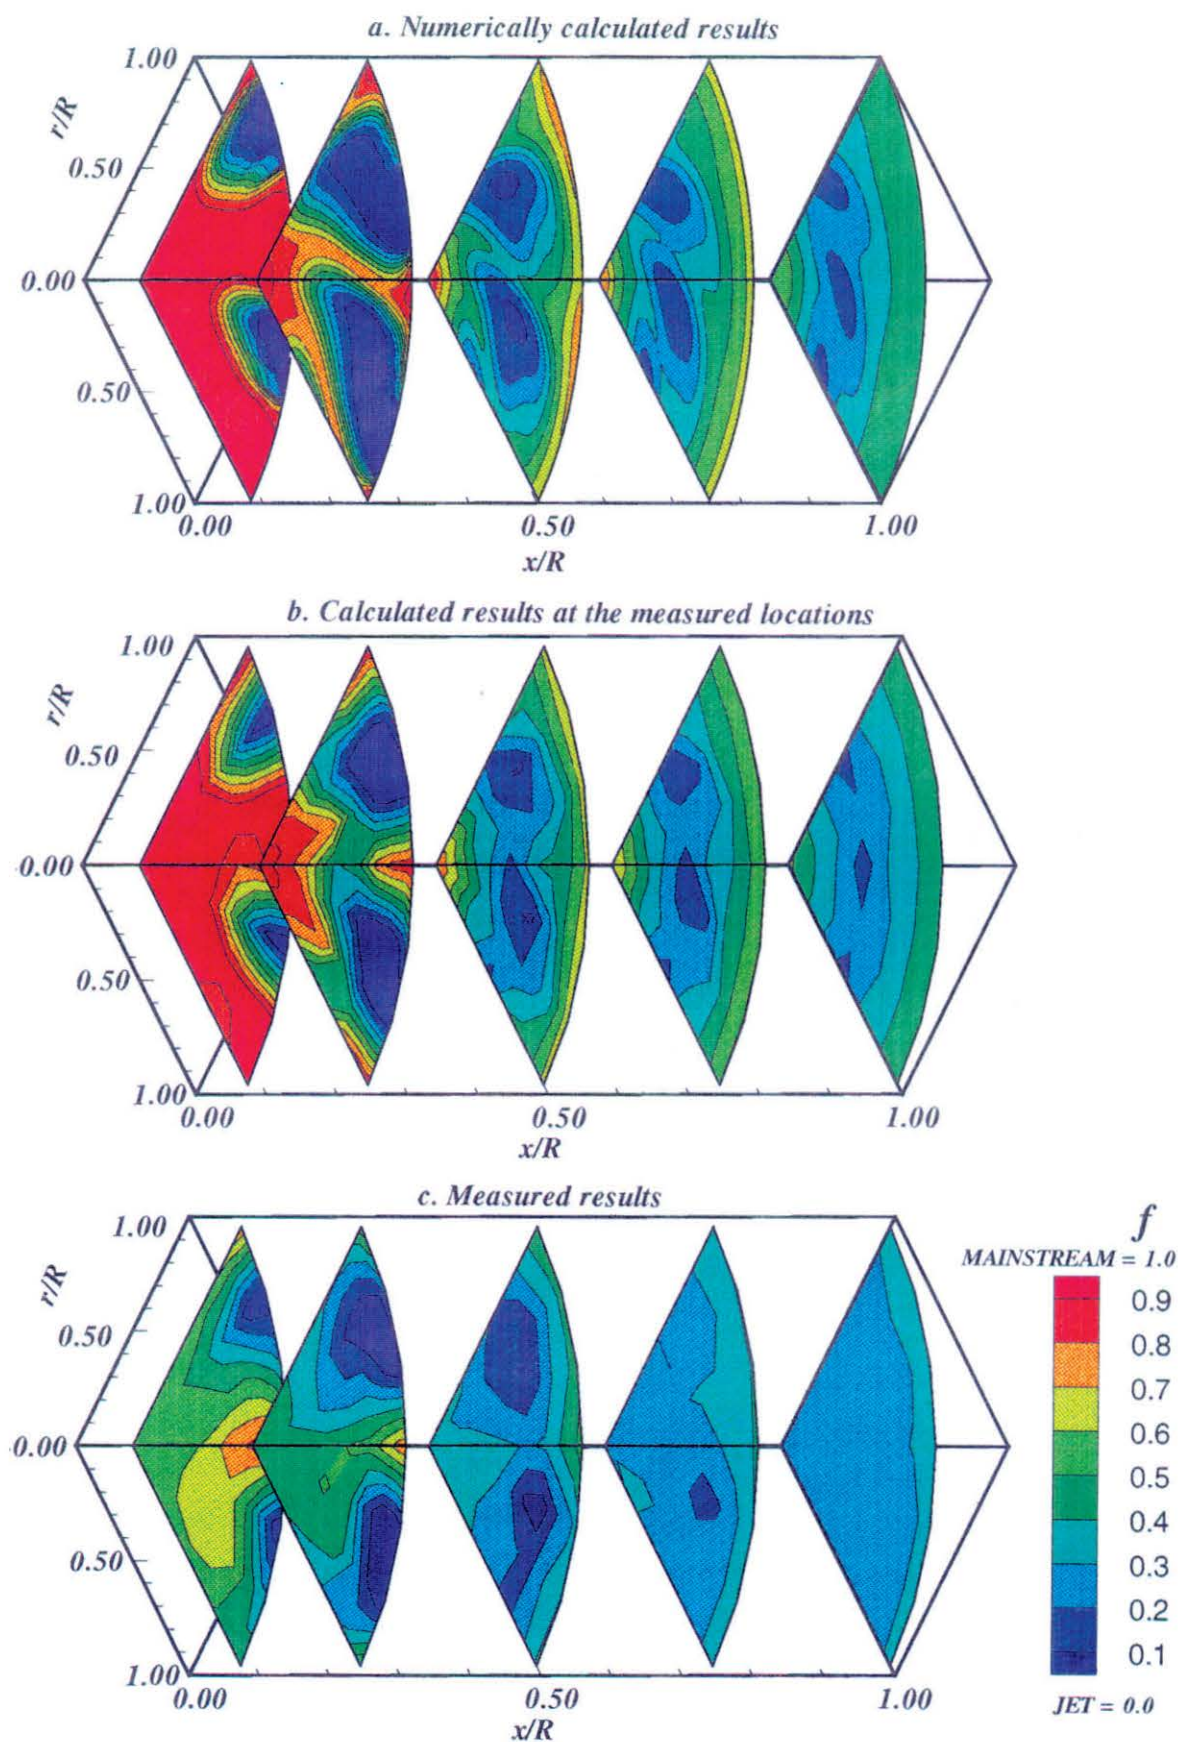 a. Numerically calculated results
1.00
r/R
0.50
0.00
0.50
1.00
0.00 0.50 1.00
x/R
b. Calculated results at the measured locations
1.00
r/R
0.50
0.00
0.50
1.00
0.00 0.50 1.00
x/R
c. Measured results
1.00
r/R
0.50
0.00
0.50
1.00
0.00 0.50 1.00
x/R
f
MAINSTREAM = 1.0
0.9
0.8
0.7
0.6
0.5
0.4
0.3
0.2
0.1
JET = 0.0